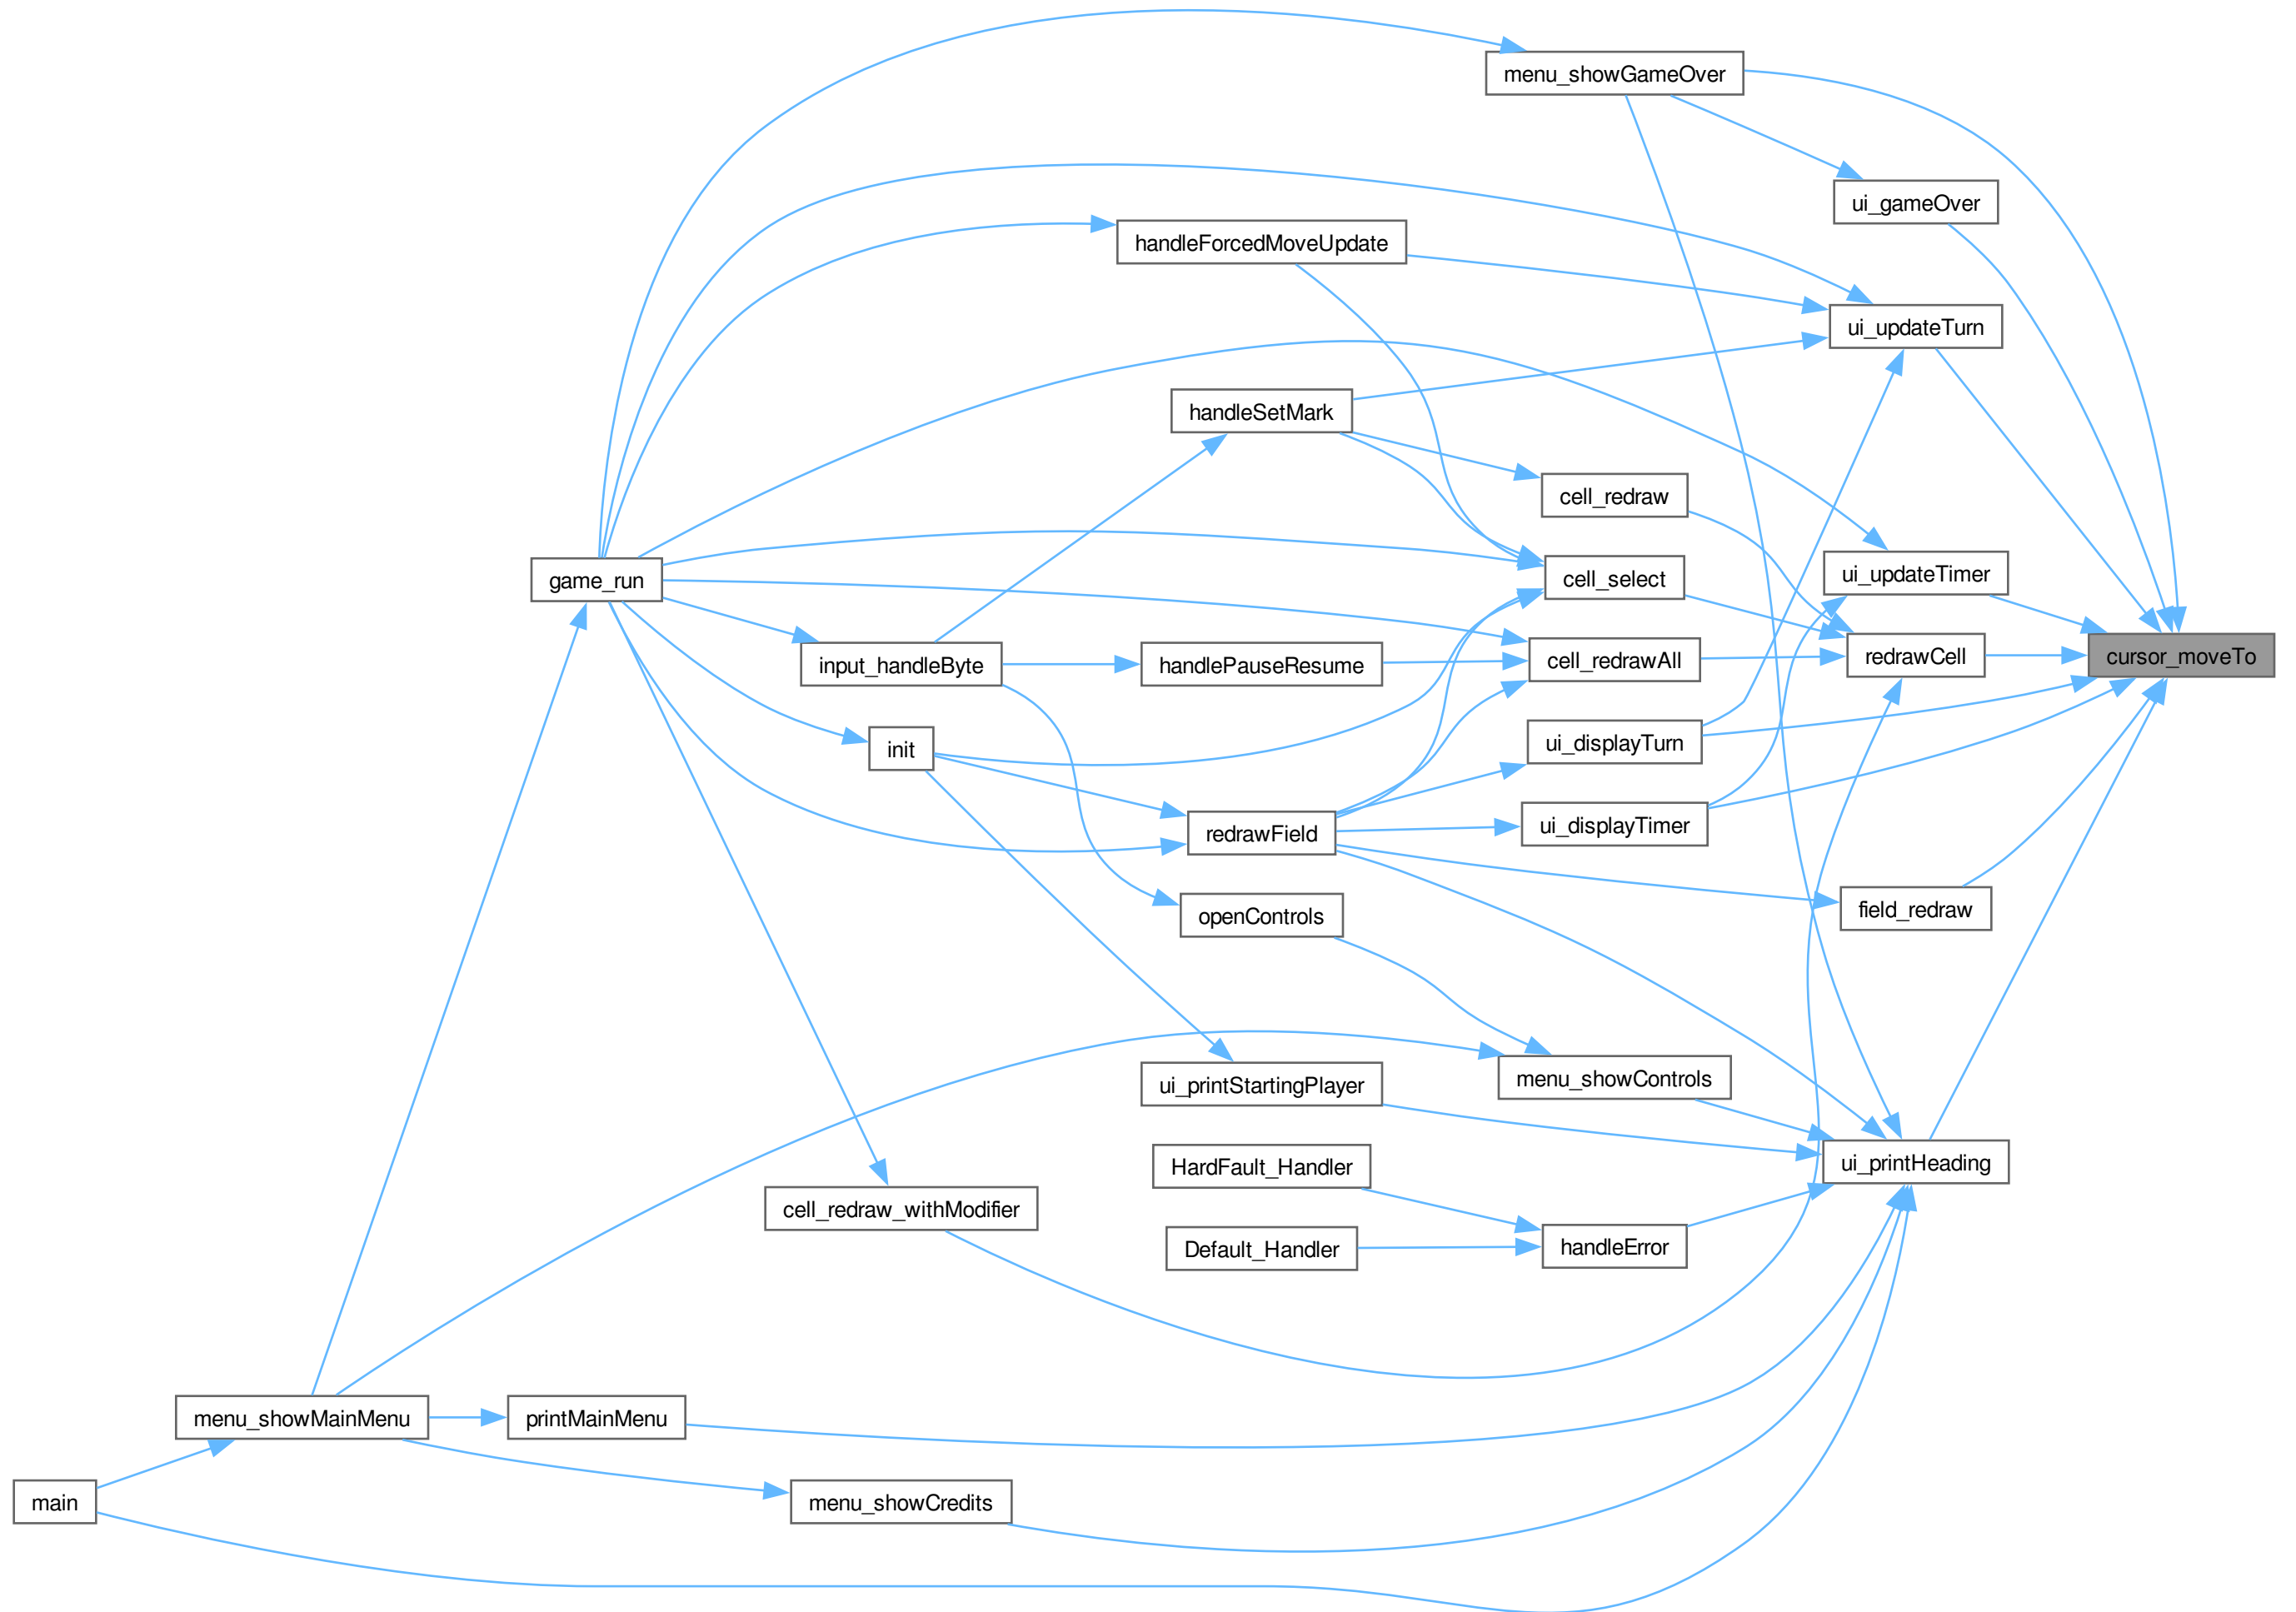 menu_showGameOver
ui_gameOver
handleForcedMoveUpdate
ui_updateTurn
handleSetMark
cell_redraw
game_run
cell_select
ui_updateTimer
input_handleByte
handlePauseResume
cell_redrawAll
redrawCell
cursor_moveTo
init
ui_displayTurn
redrawField
ui_displayTimer
openControls
field_redraw
ui_printStartingPlayer
menu_showControls
HardFault_Handler
ui_printHeading
cell_redraw_withModifier
Default_Handler
handleError
menu_showMainMenu
printMainMenu
main
menu_showCredits